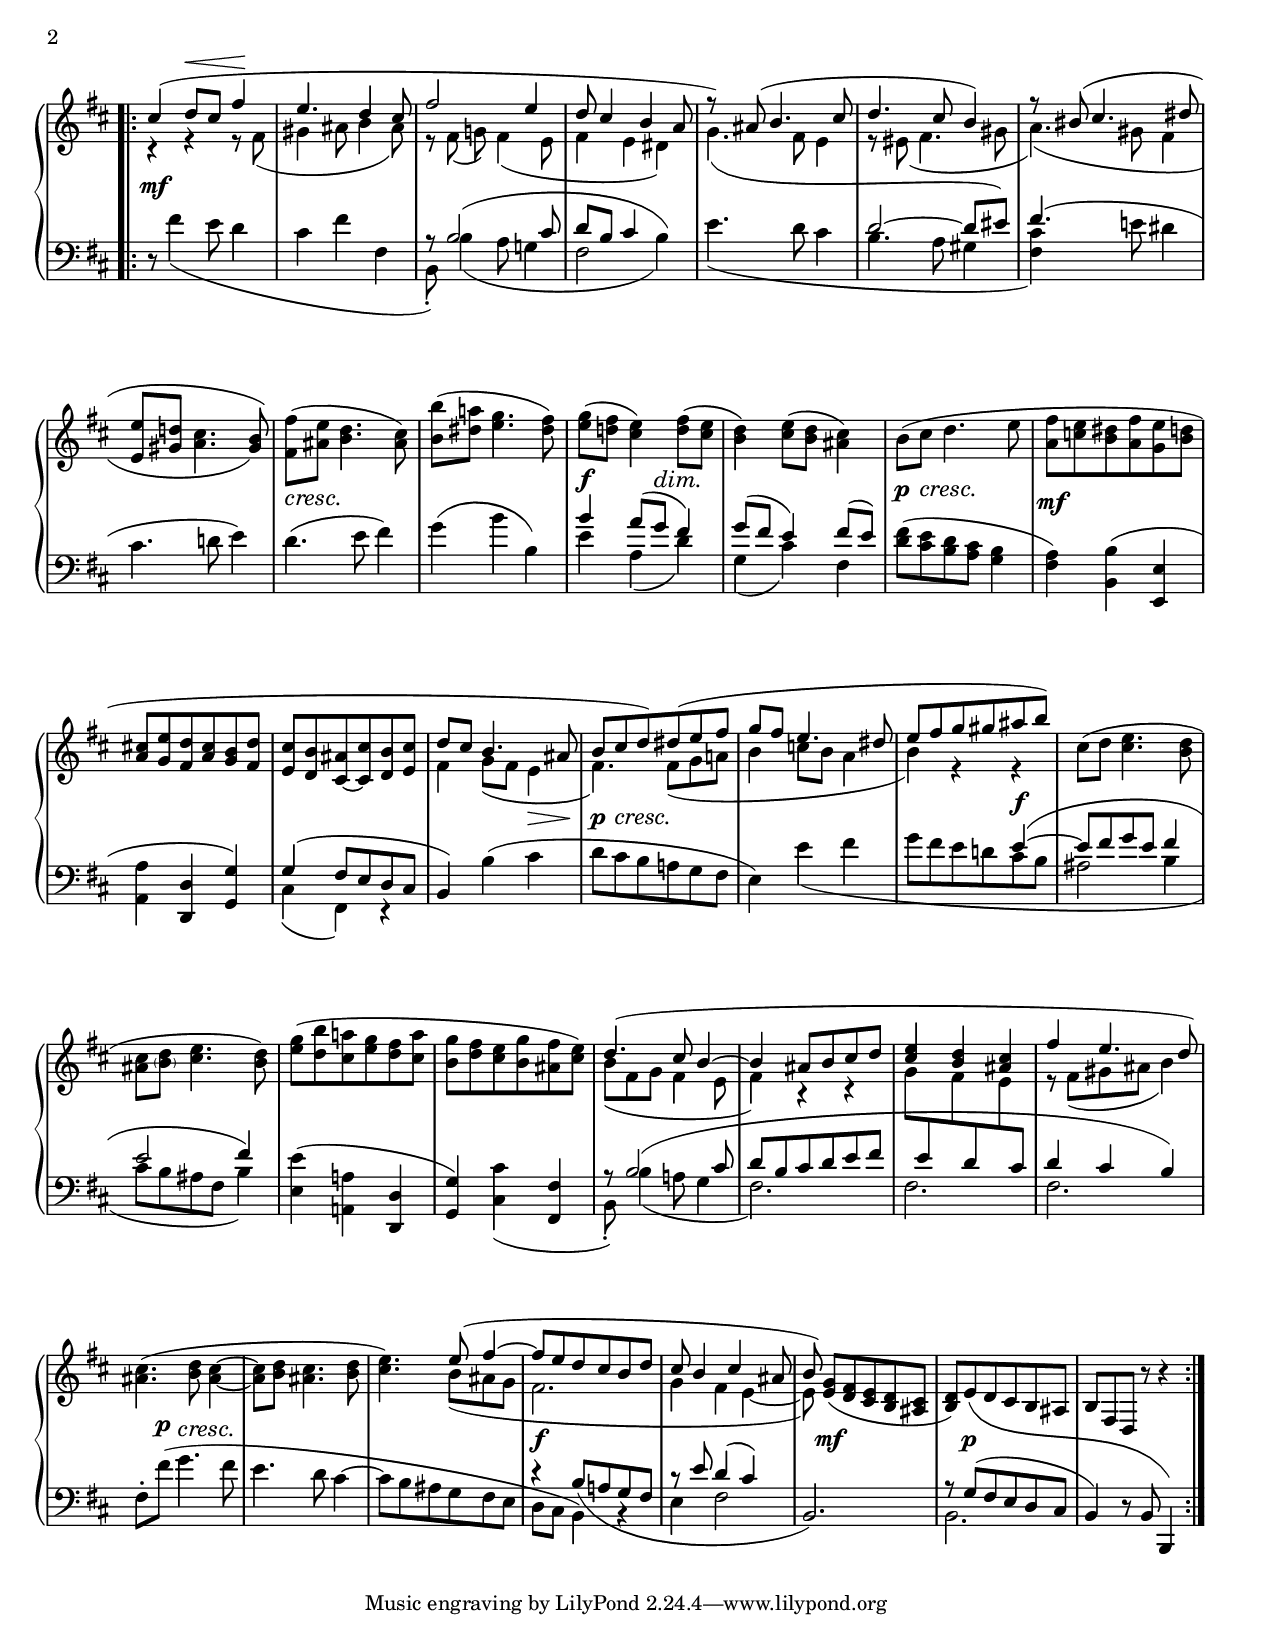 2
mf
cresc. f dim. p cresc. mf
p cresc. f
p cresc. f mf p
Music engraving by LilyPond 2.24.4—www.lilypond.org